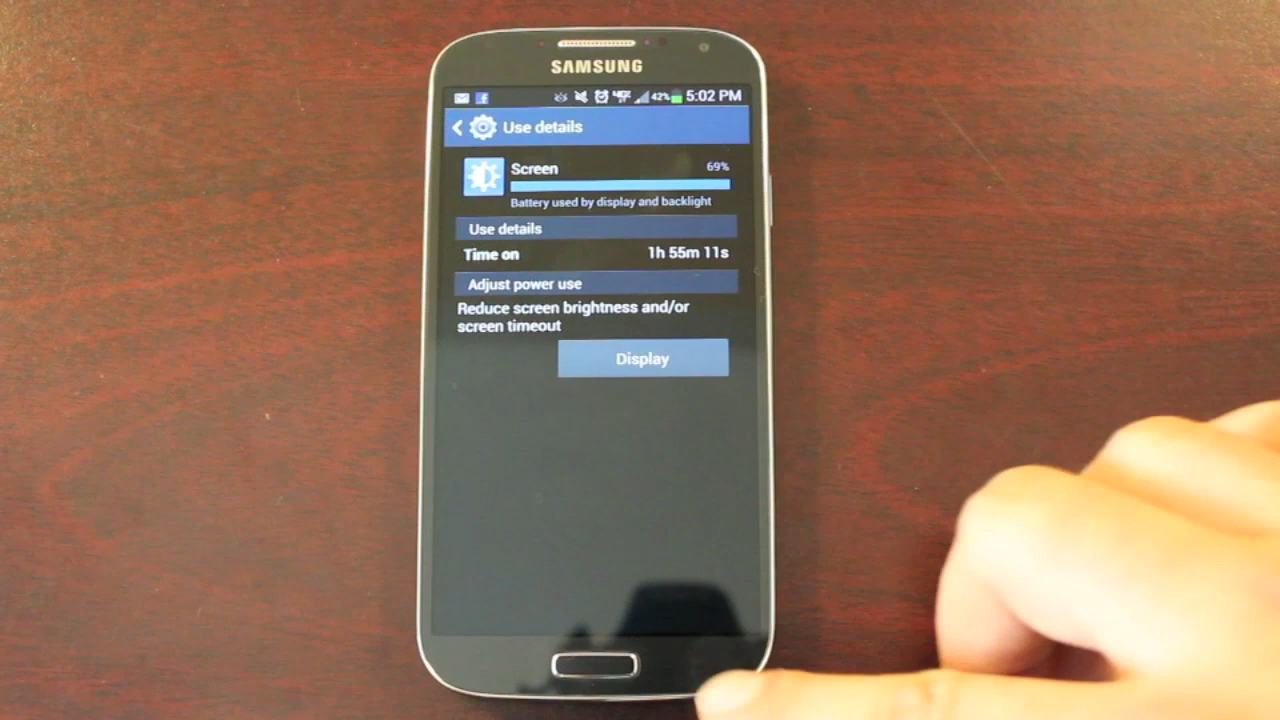 SAMSUNG
42% 5:02 PM
Use details
Screen 69%
Battery used by display and backlight
Use details
Time on 1h 55m 11s
Adjust power use
Reduce screen brightness and/or
screen timeout
Display